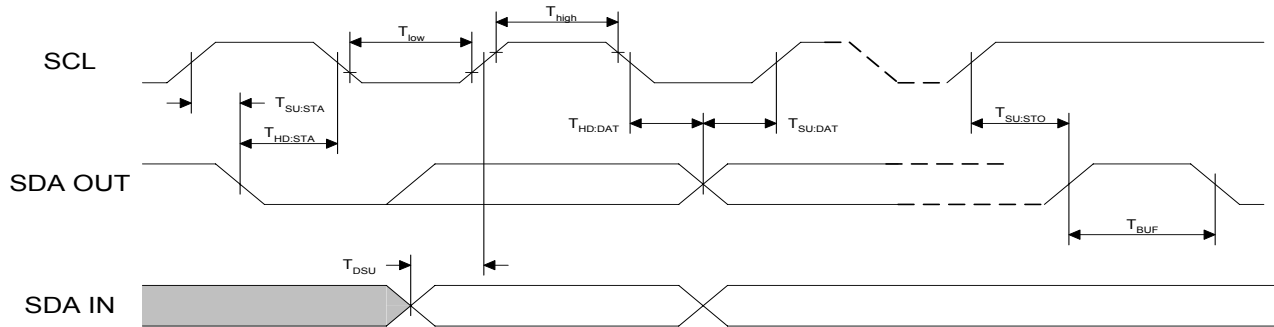 T_high
T_low
SCL
T_SU:STA
T_HD:STA
T_HD:DAT
T_SU:DAT
T_SU:STO
SDA OUT
T_BUF
T_DSU
SDA IN